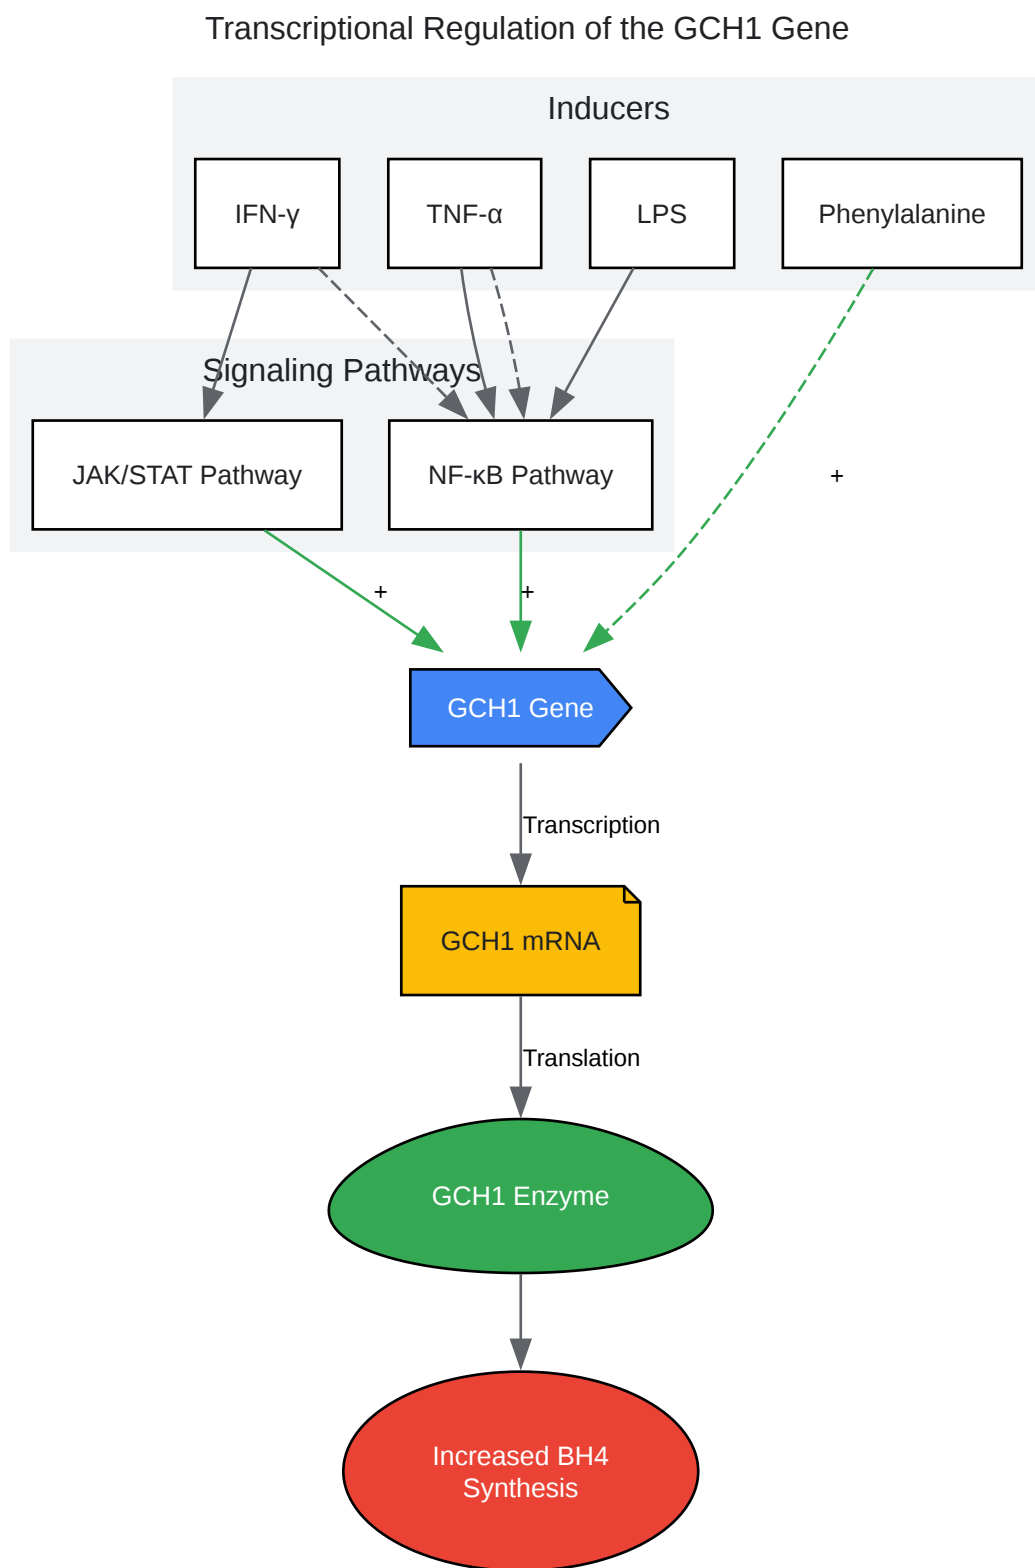 Transcriptional Regulation of the GCH1 Gene
Inducers
IFN-γ
TNF-α
LPS
Phenylalanine
Signaling Pathways
JAK/STAT Pathway
NF-κB Pathway
+
+
+
GCH1 Gene
Transcription
GCH1 mRNA
Translation
GCH1 Enzyme
Increased BH4
Synthesis